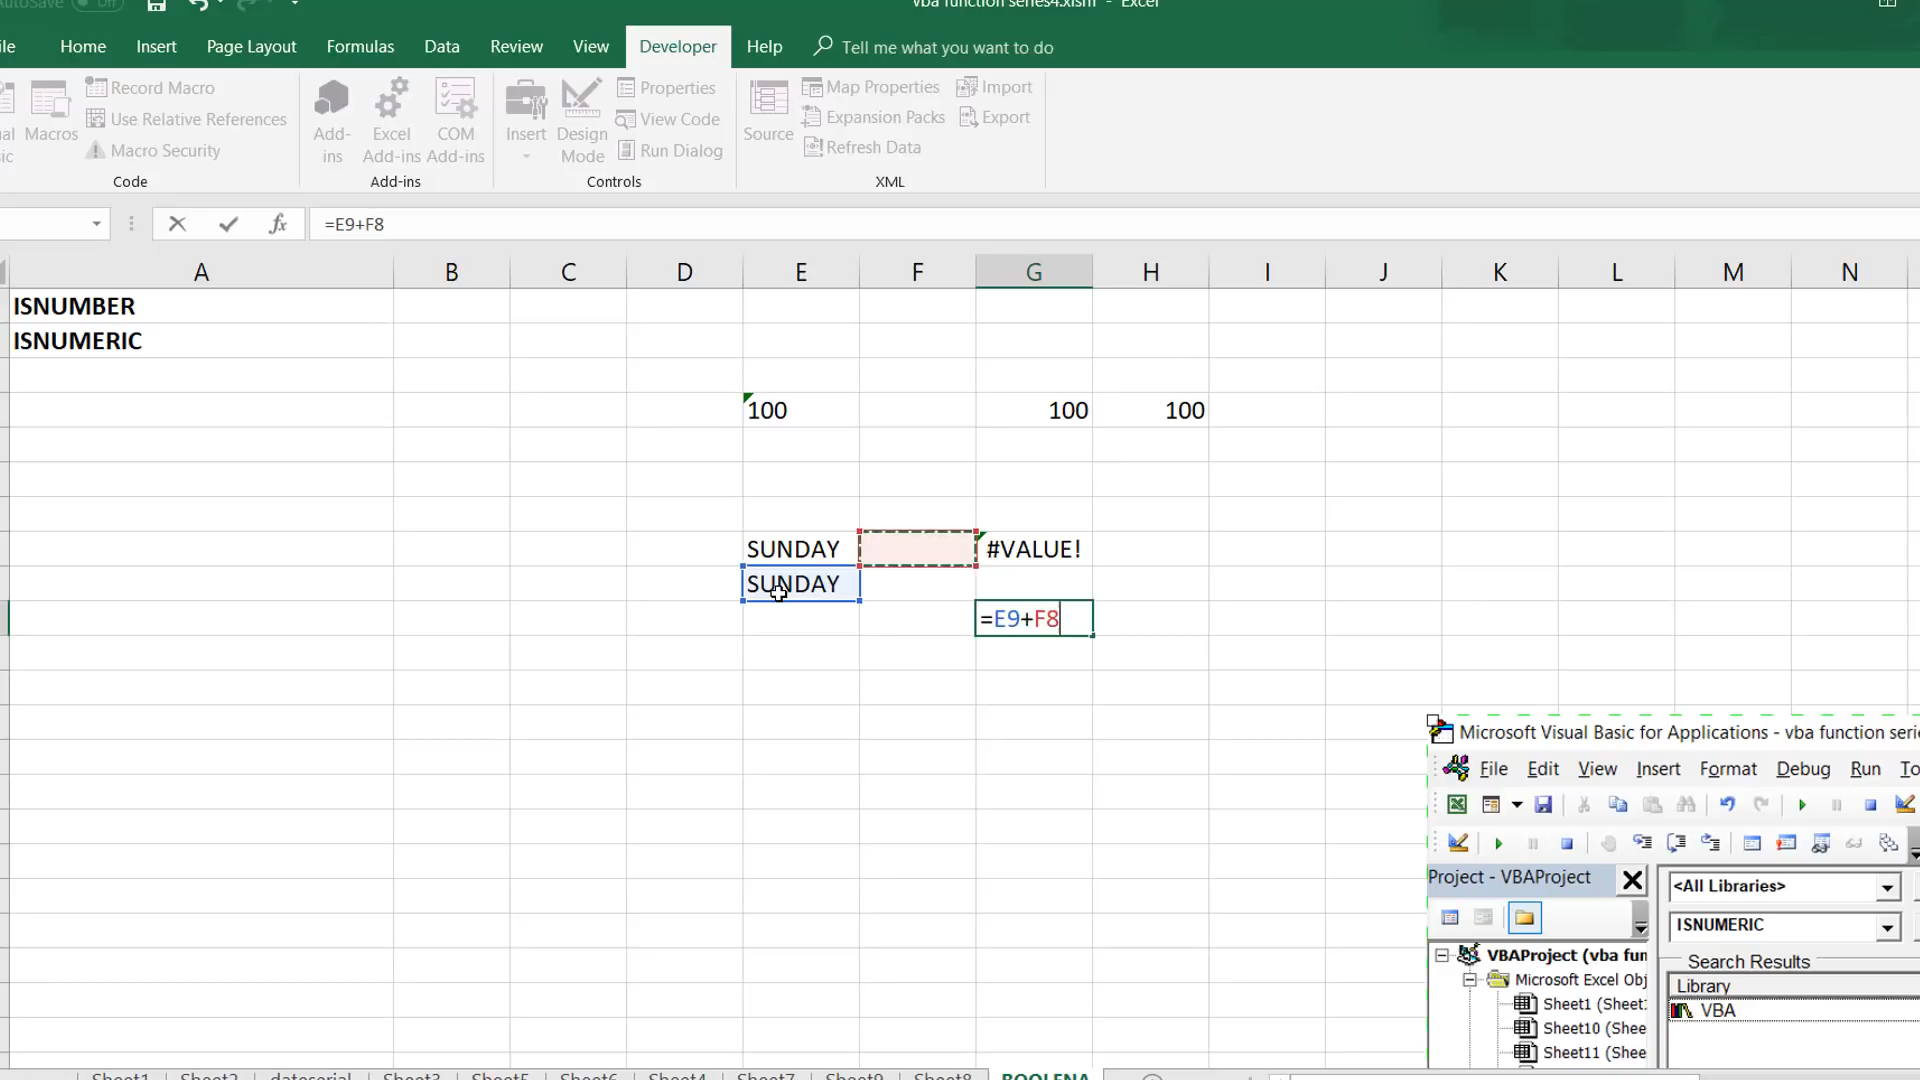 AutoSave Off
vba function series4.xlsm - Excel
Home Insert Page Layout Formulas Data Review View Developer Help Tell me what you want to do
Macros
Record Macro
Use Relative References
Macro Security
Code
Add-
ins
Excel
Add-ins
COM
Add-ins
Add-ins
Insert
Design
Mode
Properties
View Code
Run Dialog
Controls
Source
Map Properties
Expansion Packs
Refresh Data
Import
Export
XML
fx =E9+F8
A B C D E F G H I J K L M N
ISNUMBER
ISNUMERIC
100 100 100
SUNDAY #VALUE!
SUNDAY
=E9+F8
Microsoft Visual Basic for Applications - vba function serie
File Edit View Insert Format Debug Run To
Project - VBAProject
<All Libraries>
ISNUMERIC
VBAProject (vba fun
Search Results
Microsoft Excel Obj
Library
Sheet1 (Sheet1
VBA
Sheet10 (Shee
Sheet11 (Shee
Sheet1 Sheet2 dateserial Sheet3 Sheet5 Sheet6 Sheet4 Sheet7 Sheet9 Sheet8 BOOLENA